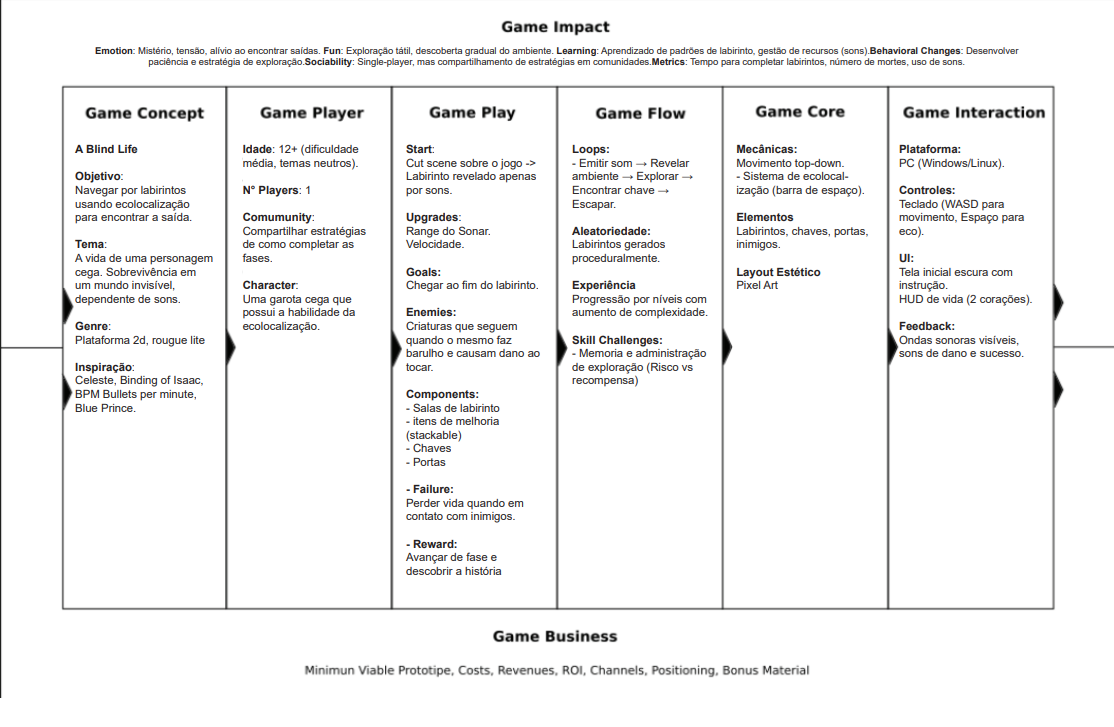 Game Impact
Emotion: Mistério, tensão, alívio ao encontrar saídas. Fun: Exploração tátil, descoberta gradual do ambiente. Learning: Aprendizado de padrões de labirinto, gestão de recursos (sons).Behavioral Changes: Desenvolver
paciência e estratégia de exploração.Sociability: Single-player, mas compartilhamento de estratégias em comunidades.Metrics: Tempo para completar labirintos, número de mortes, uso de sons.
Game Concept
A Blind Life
Objetivo:
Navegar por labirintos
usando ecolocalização
para encontrar a saída.
Tema:
A vida de uma personagem
cega. Sobrevivência em
um mundo invisível,
dependente de sons.
Genre:
Plataforma 2d, rougue lite
Inspiração:
Celeste, Binding of Isaac,
BPM Bullets per minute,
Blue Prince.
Game Player
Idade: 12+ (dificuldade
média, temas neutros).
N° Players: 1
Comumunity:
Compartilhar estratégias
de como completar as
fases.
Character:
Uma garota cega que
possui a habilidade da
ecolocalização.
Game Play
Start:
Cut scene sobre o jogo ->
Labirinto revelado apenas
por sons.
Upgrades:
Range do Sonar.
Velocidade.
Goals:
Chegar ao fim do labirinto.
Enemies:
Criaturas que seguem
quando o mesmo faz
barulho e causam dano ao
tocar.
Components:
- Salas de labirinto
- itens de melhoria
(stackable)
- Chaves
- Portas
- Failure:
Perder vida quando em
contato com inimigos.
- Reward:
Avançar de fase e
descobrir a história
Game Flow
Loops:
- Emitir som → Revelar
ambiente → Explorar →
Encontrar chave →
Escapar.
Aleatoriedade:
Labirintos gerados
proceduralmente.
Experiência
Progressão por níveis com
aumento de complexidade.
Skill Challenges:
- Memoria e administração
de exploração (Risco vs
recompensa)
Game Core
Mecânicas:
Movimento top-down.
- Sistema de ecolocal-
ização (barra de espaço).
Elementos
Labirintos, chaves, portas,
inimigos.
Layout Estético
Pixel Art
Game Interaction
Plataforma:
PC (Windows/Linux).
Controles:
Teclado (WASD para
movimento, Espaço para
eco).
UI:
Tela inicial escura com
instrução.
HUD de vida (2 corações).
Feedback:
Ondas sonoras visíveis,
sons de dano e sucesso.
Game Business
Minimun Viable Prototipe, Costs, Revenues, ROI, Channels, Positioning, Bonus Material